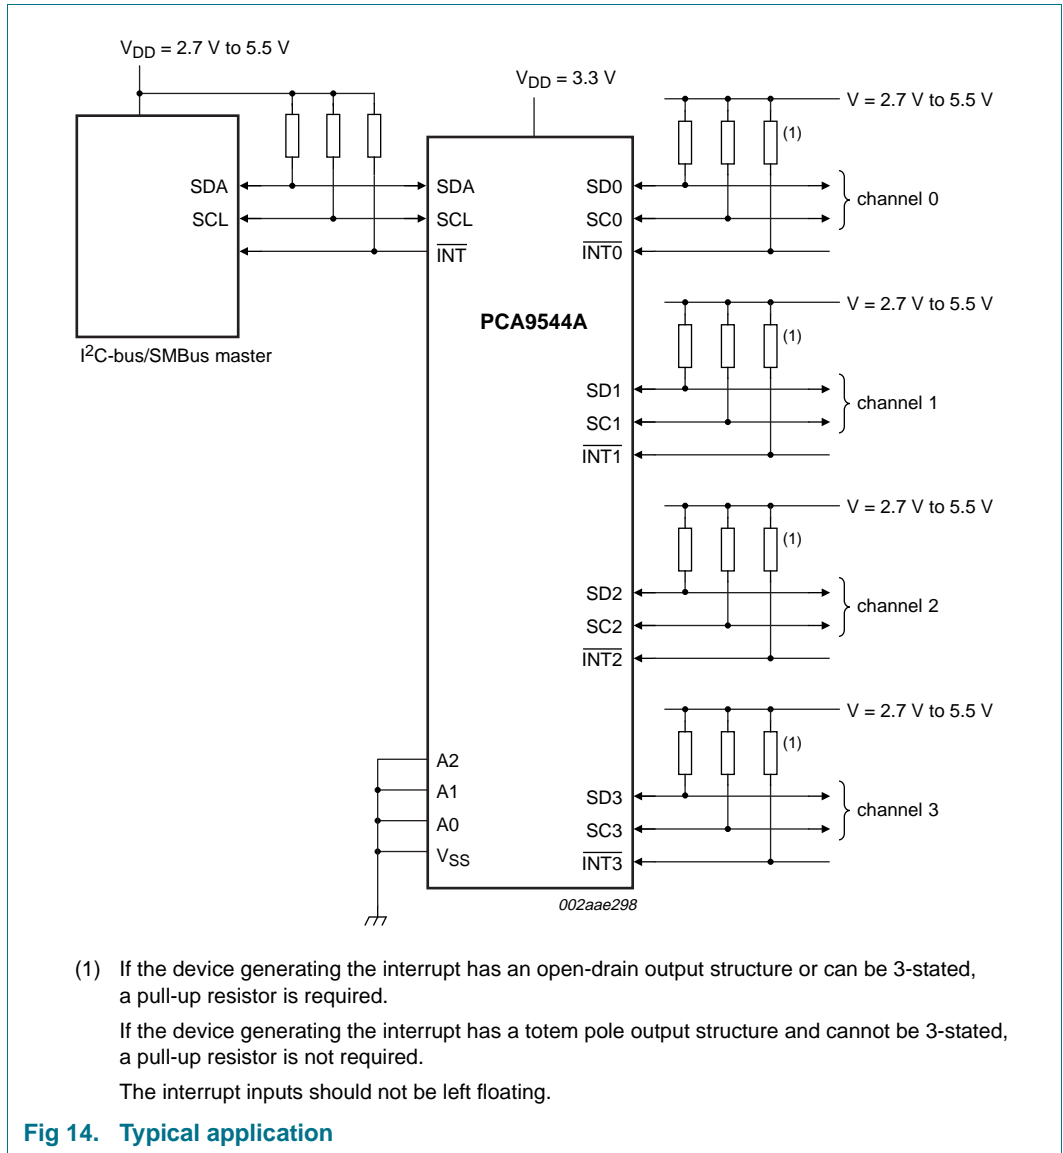 VDD = 2.7 V to 5.5 V
VDD = 3.3 V
V = 2.7 V to 5.5 V
(1)
SDA
SCL
SDA
SCL
INT
SD0
SC0
INT0
channel 0
V = 2.7 V to 5.5 V
(1)
PCA9544A
I2C-bus/SMBus master
SD1
SC1
INT1
channel 1
V = 2.7 V to 5.5 V
(1)
SD2
SC2
INT2
channel 2
V = 2.7 V to 5.5 V
(1)
A2
A1
A0
VSS
SD3
SC3
INT3
channel 3
002aae298
(1) If the device generating the interrupt has an open-drain output structure or can be 3-stated,
a pull-up resistor is required.
If the device generating the interrupt has a totem pole output structure and cannot be 3-stated,
a pull-up resistor is not required.
The interrupt inputs should not be left floating.
Fig 14. Typical application